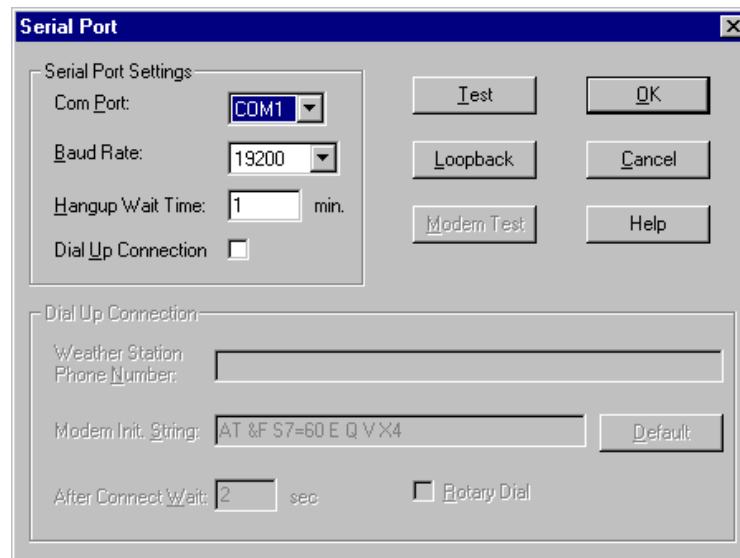 Serial Port
Serial Port Settings
Com Port: COM1
Baud Rate: 19200
Hangup Wait Time: 1 min.
Dial Up Connection
Test
OK
Loopback
Cancel
Modem Test
Help
Dial Up Connection
Weather Station
Phone Number:
Modem Init. String: AT &F S7=60 E Q V X4
Default
After Connect Wait: 2 sec
Rotary Dial